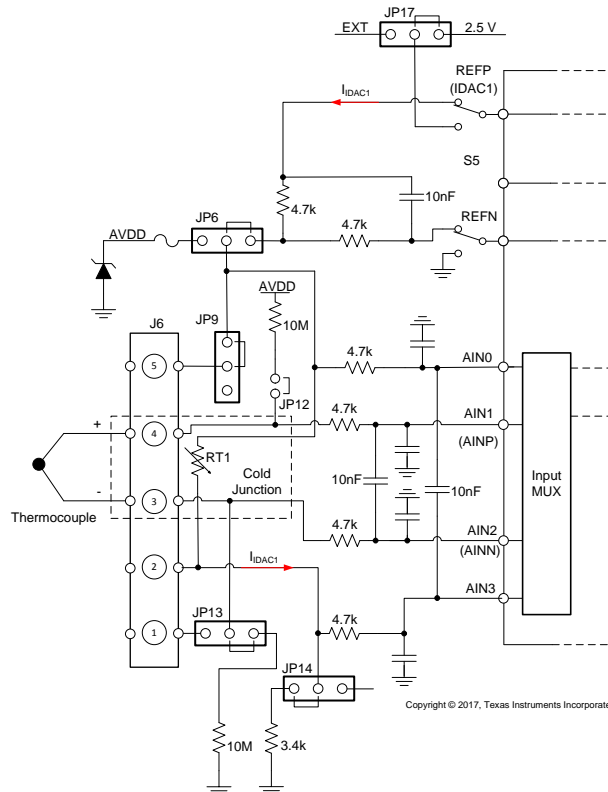 JP17
EXT
2.5 V
REFP
(IDAC1)
IIDAC1
S5
4.7k
10nF
JP6
4.7k
REFN
AVDD
AVDD
J6
JP9
10M
4.7k
AIN0
5
JP12
4.7k
AIN1
(AINP)
+
4
RT1
Cold
Junction
10nF
10nF
Input
MUX
-
3
Thermocouple
4.7k
AIN2
(AINN)
2
IIDAC1
AIN3
JP13
4.7k
1
JP14
Copyright © 2017, Texas Instruments Incorporate
10M
3.4k